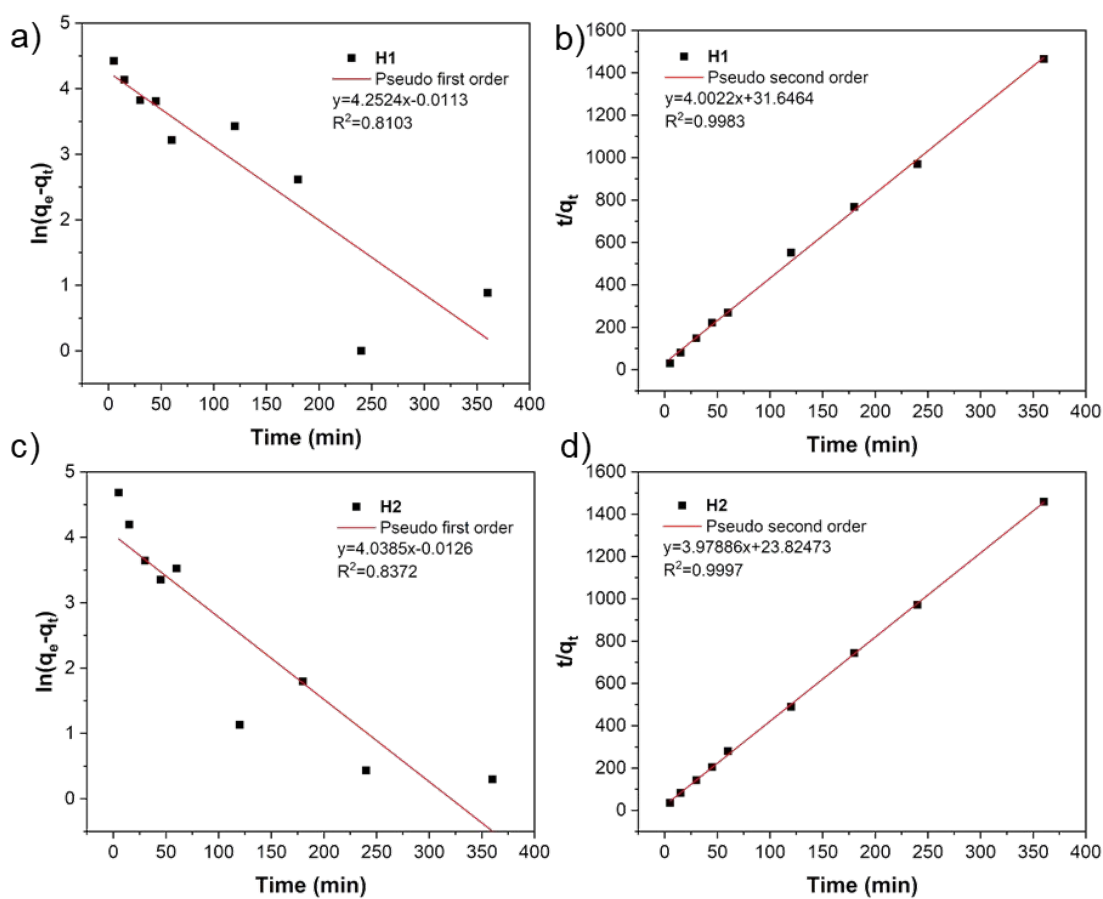 a)
H1
Pseudo first order
y=4.2524x-0.0113
R²=0.8103
ln(qₑ-qₜ)
5
4
3
2
1
0
0 50 100 150 200 250 300 350 400
Time (min)
b)
H1
Pseudo second order
y=4.0022x+31.6464
R²=0.9983
t/qₜ
1600
1400
1200
1000
800
600
400
200
0
0 50 100 150 200 250 300 350 400
Time (min)
c)
H2
Pseudo first order
y=4.0385x-0.0126
R²=0.8372
ln(qₑ-qₜ)
5
4
3
2
1
0
0 50 100 150 200 250 300 350 400
Time (min)
d)
H2
Pseudo second order
y=3.97886x+23.82473
R²=0.9997
t/qₜ
1600
1400
1200
1000
800
600
400
200
0
0 50 100 150 200 250 300 350 400
Time (min)